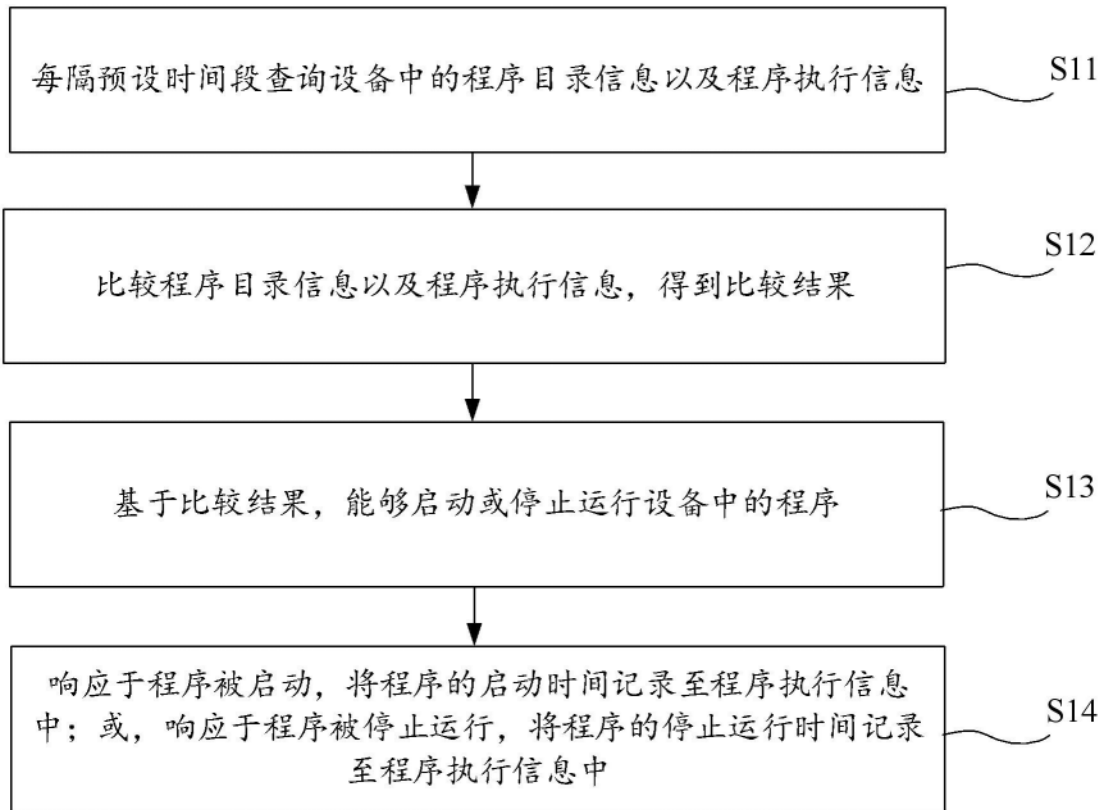 每隔预设时间段查询设备中的程序目录信息以及程序执行信息
S11
比较程序目录信息以及程序执行信息，得到比较结果
S12
基于比较结果，能够启动或停止运行设备中的程序
S13
响应于程序被启动，将程序的启动时间记录至程序执行信息
中；或，响应于程序被停止运行，将程序的停止运行时间记录
至程序执行信息中
S14